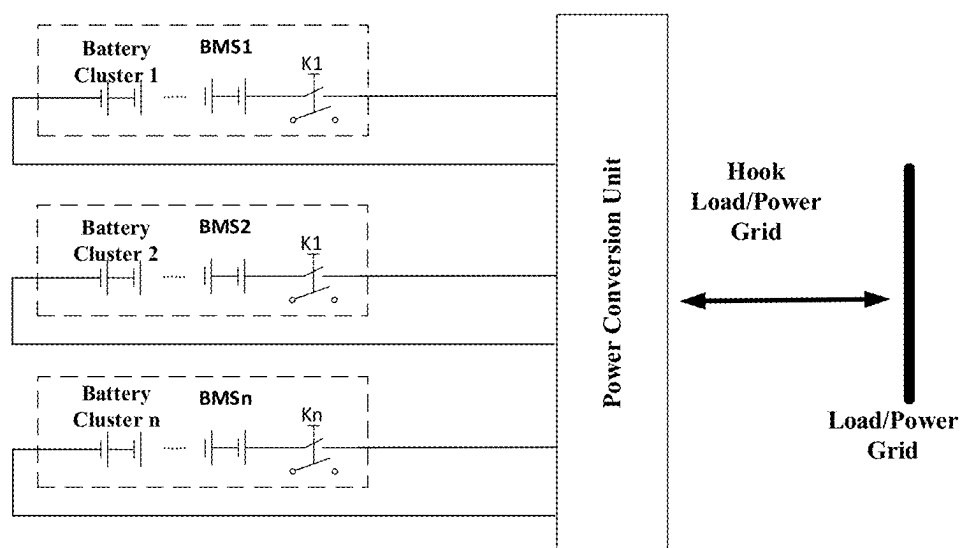 Battery
Cluster 1
BMS1
K1
Battery
Cluster 2
BMS2
K1
Battery
Cluster n
BMSn
Kn
Power Conversion Unit
Hook
Load/Power
Grid
Load/Power
Grid